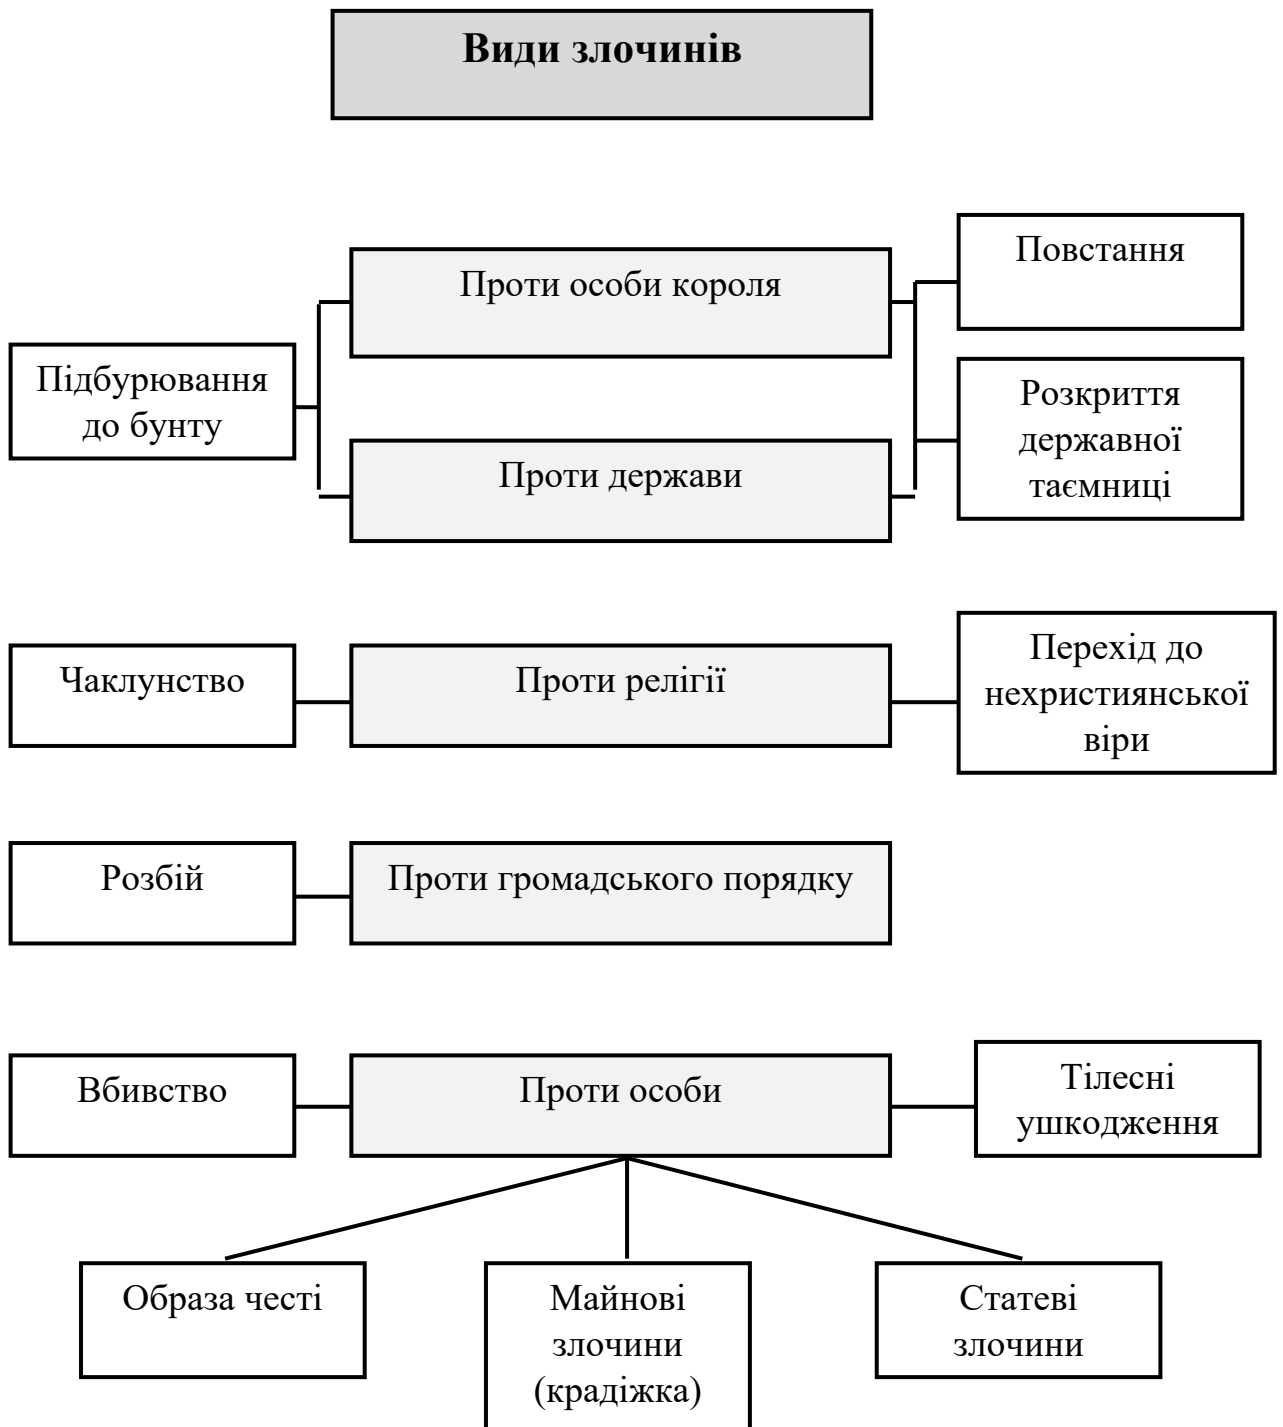 Види злочинів
Повстання
Проти особи короля
Підбурювання
до бунту
Розкриття
державної
таємниці
Проти держави
Чаклунство
Проти релігії
Перехід до
нехристиянської
віри
Розбій
Проти громадського порядку
Вбивство
Проти особи
Тілесні
ушкодження
Образа честі
Майнові
злочини
(крадіжка)
Статеві
злочини